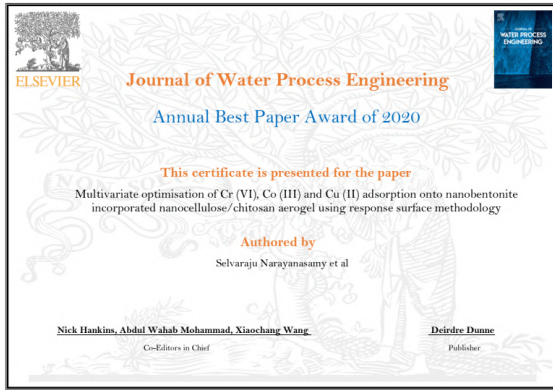 ELSEVIER
JOURNAL OF
WATER PROCESS
ENGINEERING
Journal of Water Process Engineering
Annual Best Paper Award of 2020
This certificate is presented for the paper
Multivariate optimisation of Cr (VI), Co (III) and Cu (II) adsorption onto nanobentonite
incorporated nanocellulose/chitosan aerogel using response surface methodology
Authored by
Selvaraju Narayanasamy et al
Nick Hankins, Abdul Wahab Mohammad, Xiaochang Wang
Deirdre Dunne
Co-Editors in Chief
Publisher